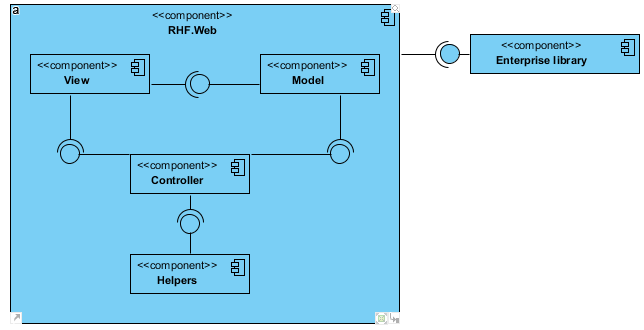 a
<<component>>
RHF.Web
<<component>>
View
<<component>>
Model
<<component>>
Enterprise library
<<component>>
Controller
<<component>>
Helpers